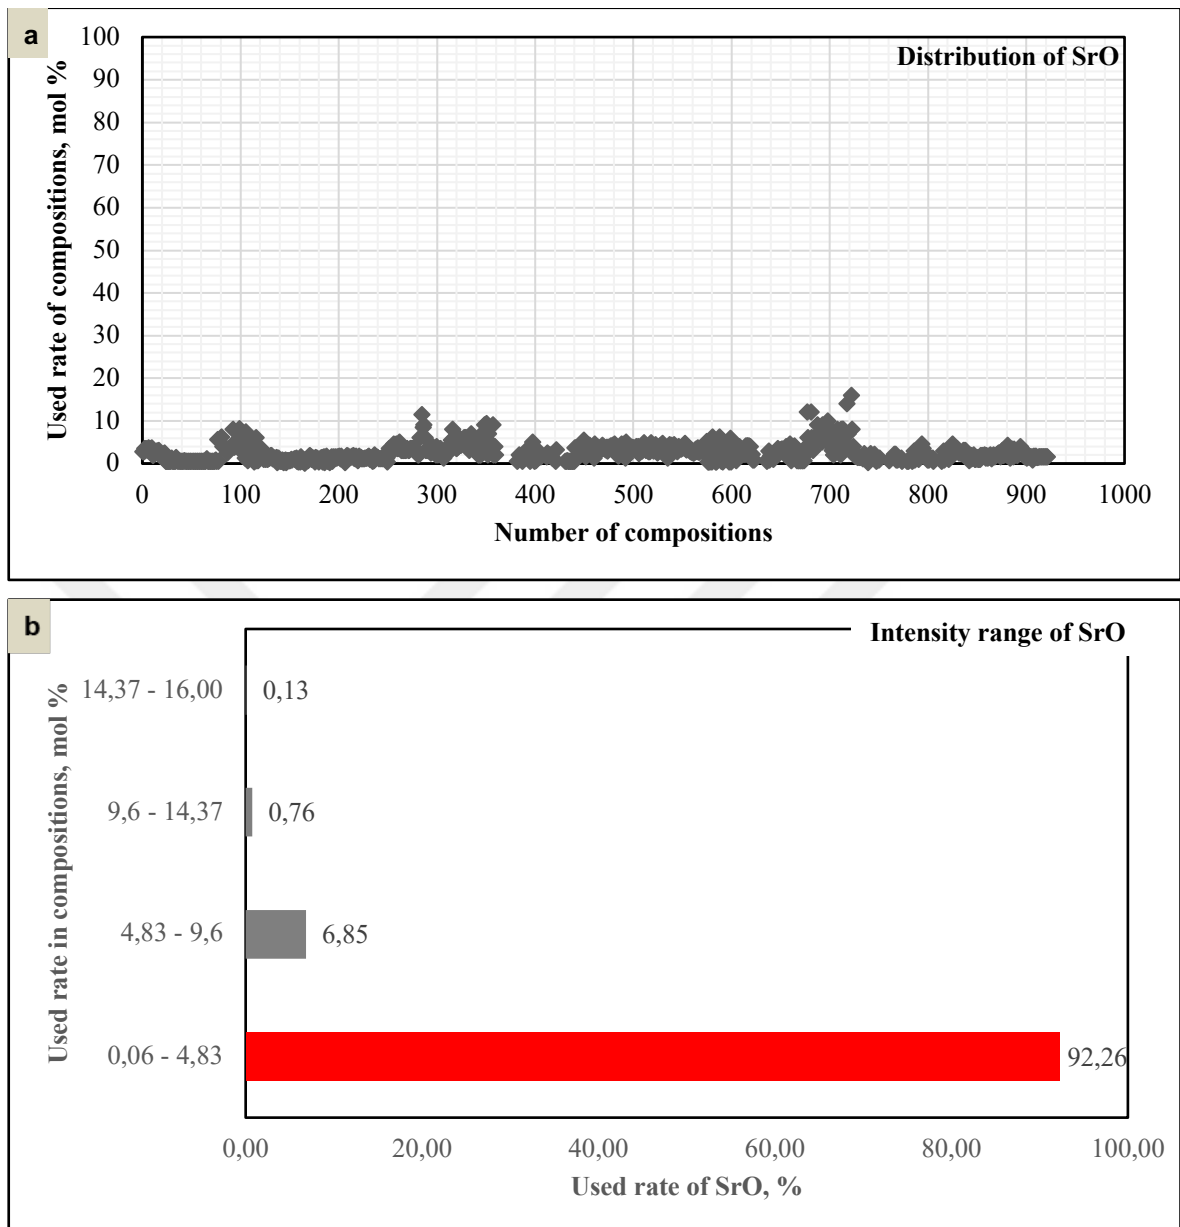 a
Distribution of SrO
Used rate of compositions, mol %
100
90
80
70
60
50
40
30
20
10
0
0 100 200 300 400 500 600 700 800 900 1000
Number of compositions
b
Intensity range of SrO
Used rate in compositions, mol %
14,37 - 16,00 0,13
9,6 - 14,37 0,76
4,83 - 9,6 6,85
0,06 - 4,83 92,26
0,00 20,00 40,00 60,00 80,00 100,00
Used rate of SrO, %